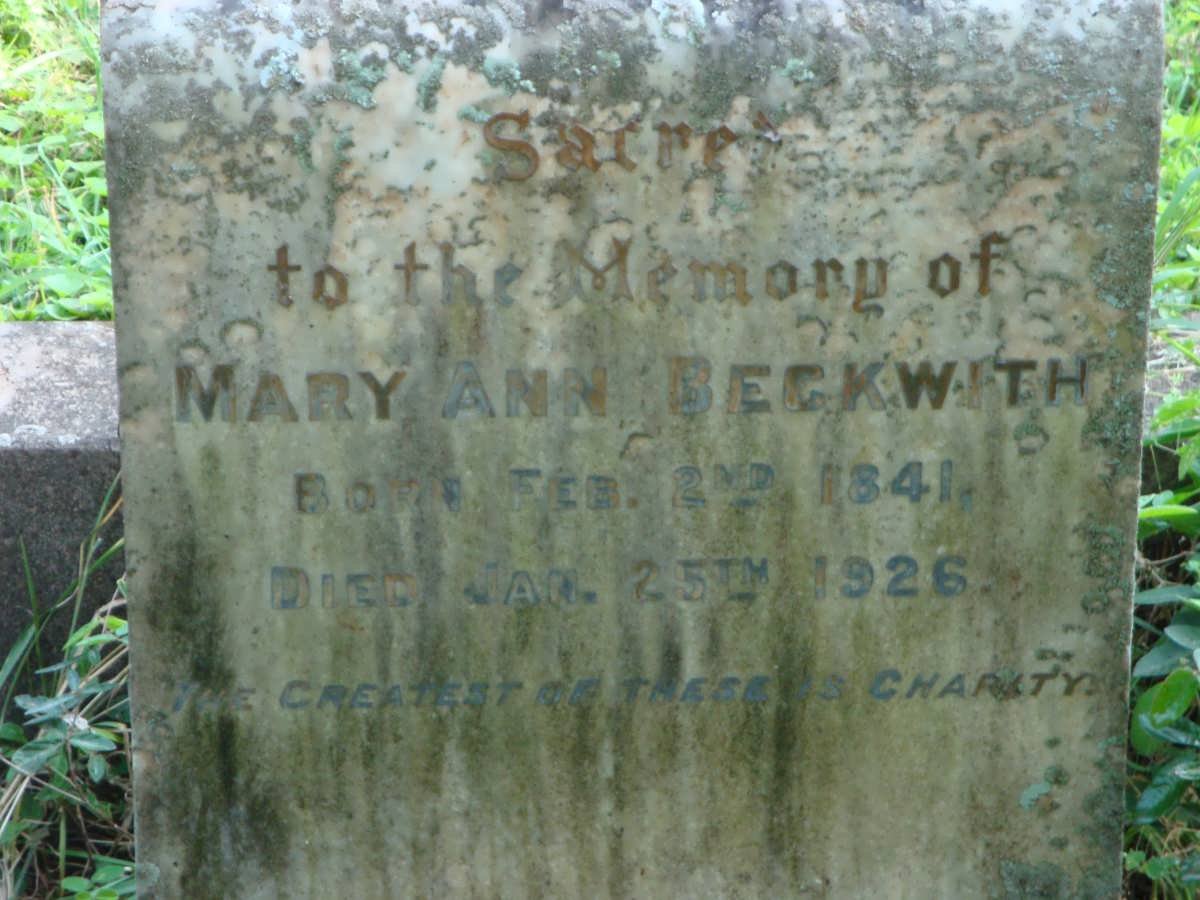 Sacred
to the Memory of
MARY ANN BECKWITH
BORN FEB. 2ND 1841,
DIED JAN. 25TH 1926.
THE GREATEST OF THESE IS CHARITY.